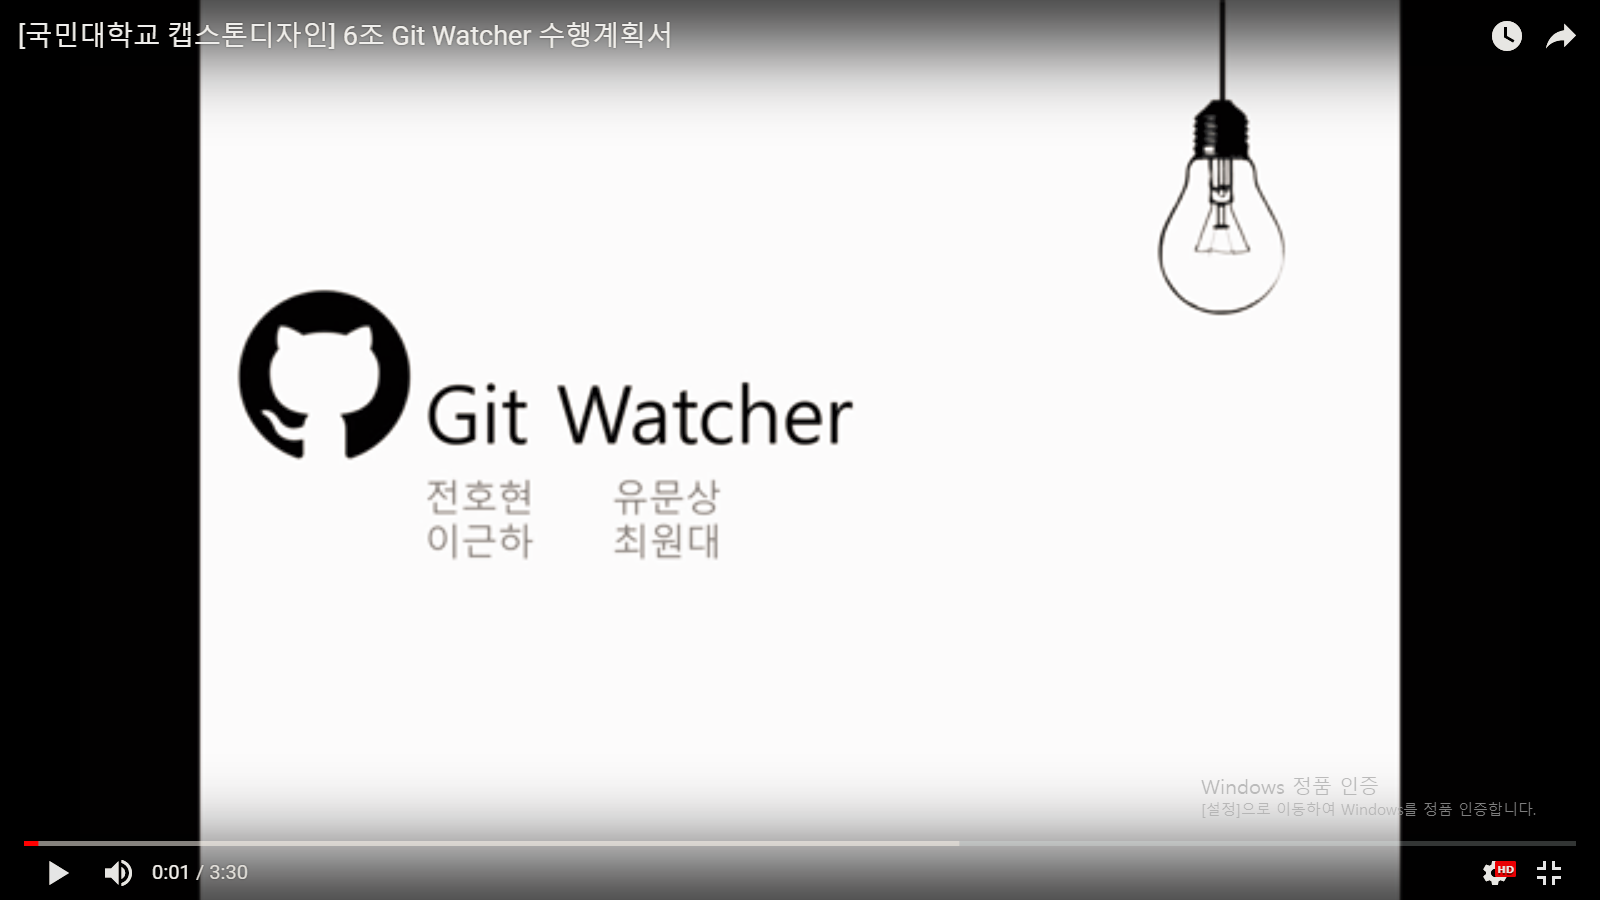 [국민대학교 캡스톤디자인] 6조 Git Watcher 수행계획서
Git Watcher
전호현 유문상
이근하 최원대
Windows 정품 인증
[설정]으로 이동하여 Windows를 정품 인증합니다.
0:01 / 3:30
HD